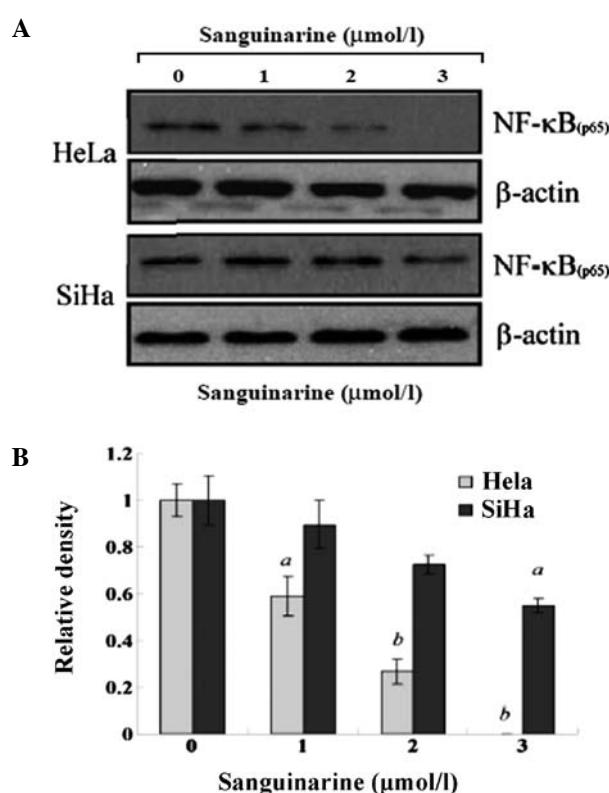 A
Sanguinarine (µmol/l)
0 1 2 3
HeLa
NF-κB(p65)
β-actin
SiHa
NF-κB(p65)
β-actin
Sanguinarine (µmol/l)
B
1.2
1
0.8
0.6
0.4
0.2
0
Relative density
Hela
SiHa
a
b
a
b
0 1 2 3
Sanguinarine (µmol/l)